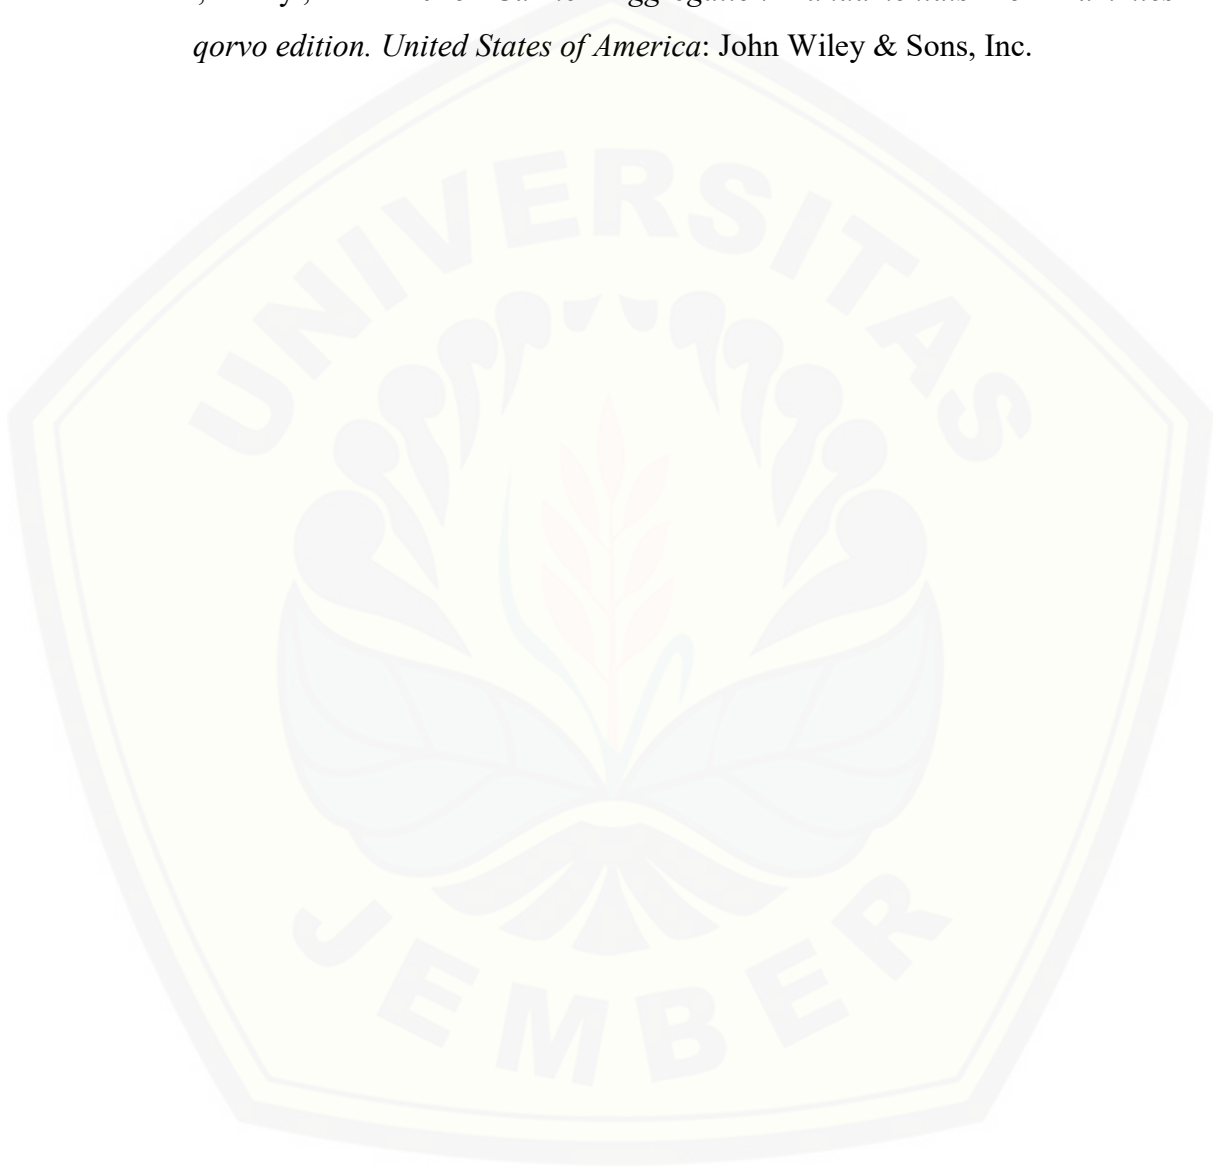 qorvo edition. United States of America: John Wiley & Sons, Inc.
UNIVERSITAS
JEMBER